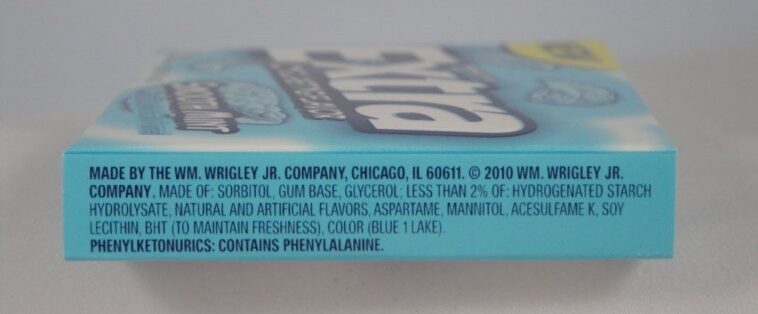 extra
MADE BY THE WM. WRIGLEY JR. COMPANY, CHICAGO, IL 60611. © 2010 WM. WRIGLEY JR.
COMPANY. MADE OF: SORBITOL, GUM BASE, GLYCEROL; LESS THAN 2% OF: HYDROGENATED STARCH
HYDROLYSATE, NATURAL AND ARTIFICIAL FLAVORS, ASPARTAME, MANNITOL, ACESULFAME K, SOY
LECITHIN, BHT (TO MAINTAIN FRESHNESS), COLOR (BLUE 1 LAKE).
PHENYLKETONURICS: CONTAINS PHENYLALANINE.